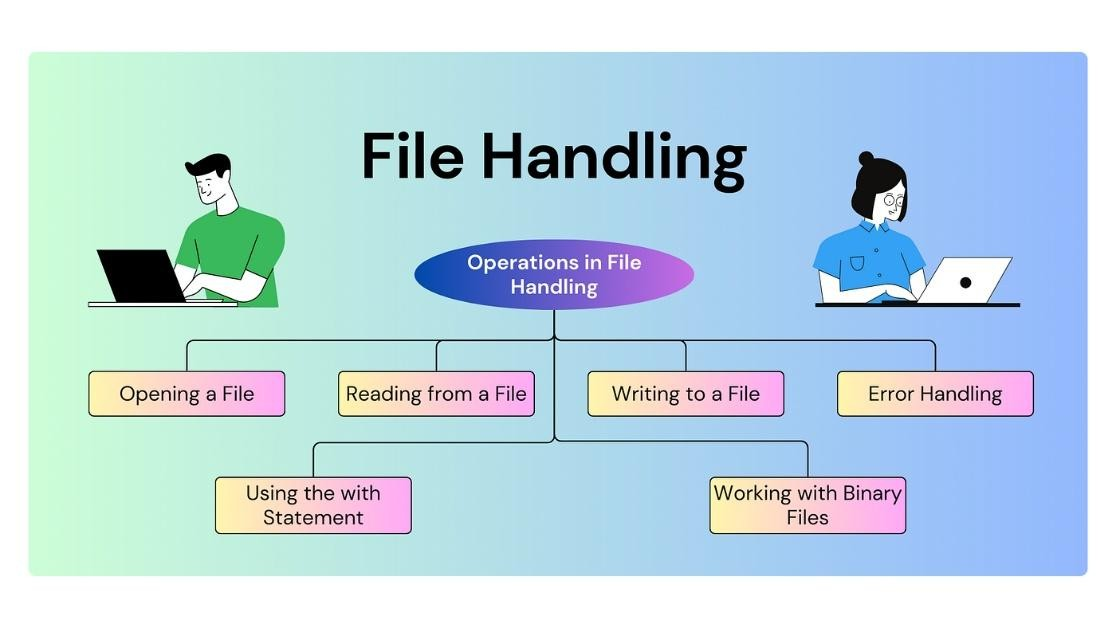 File Handling
Operations in File
Handling
Opening a File
Reading from a File
Writing to a File
Error Handling
Using the with
Statement
Working with Binary
Files